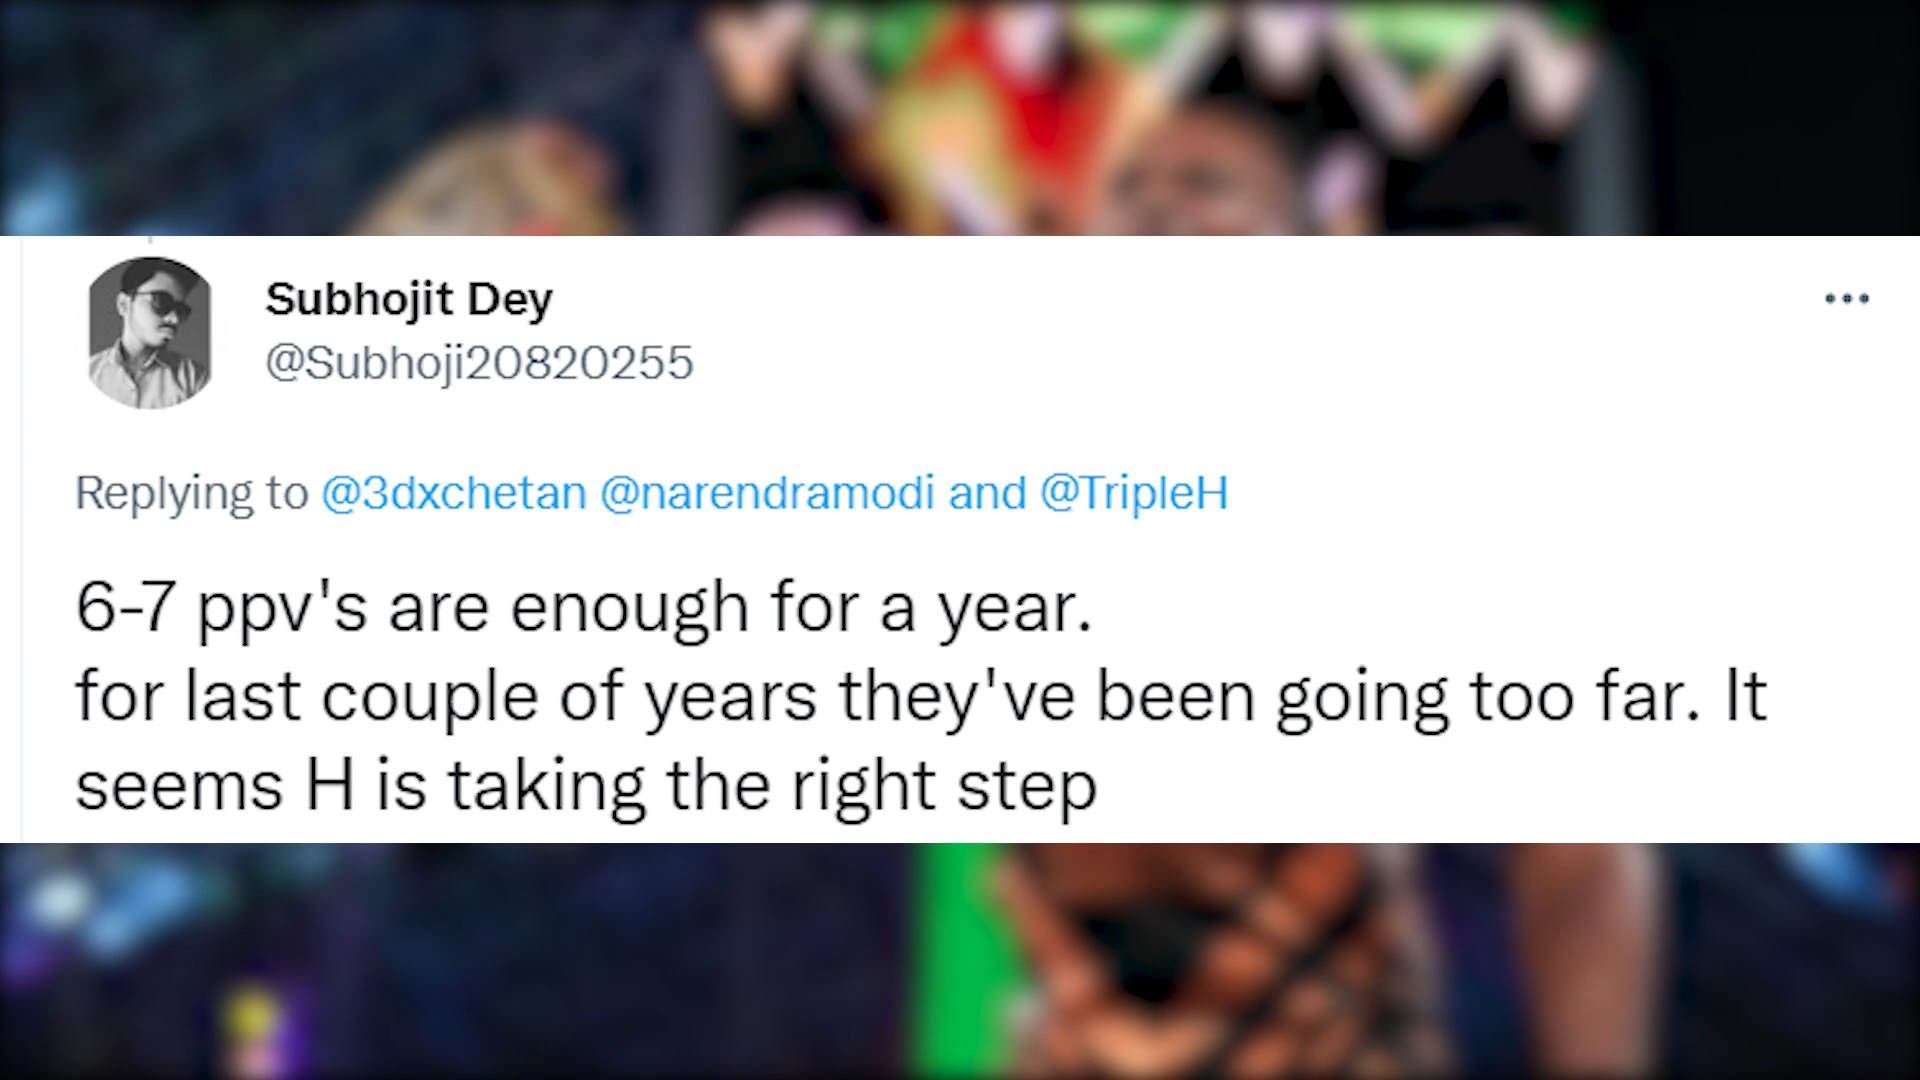 Subhojit Dey
@Subhoji20820255
Replying to @3dxchetan @narendramodi and @TripleH
6-7 ppv's are enough for a year.
for last couple of years they've been going too far. It
seems H is taking the right step